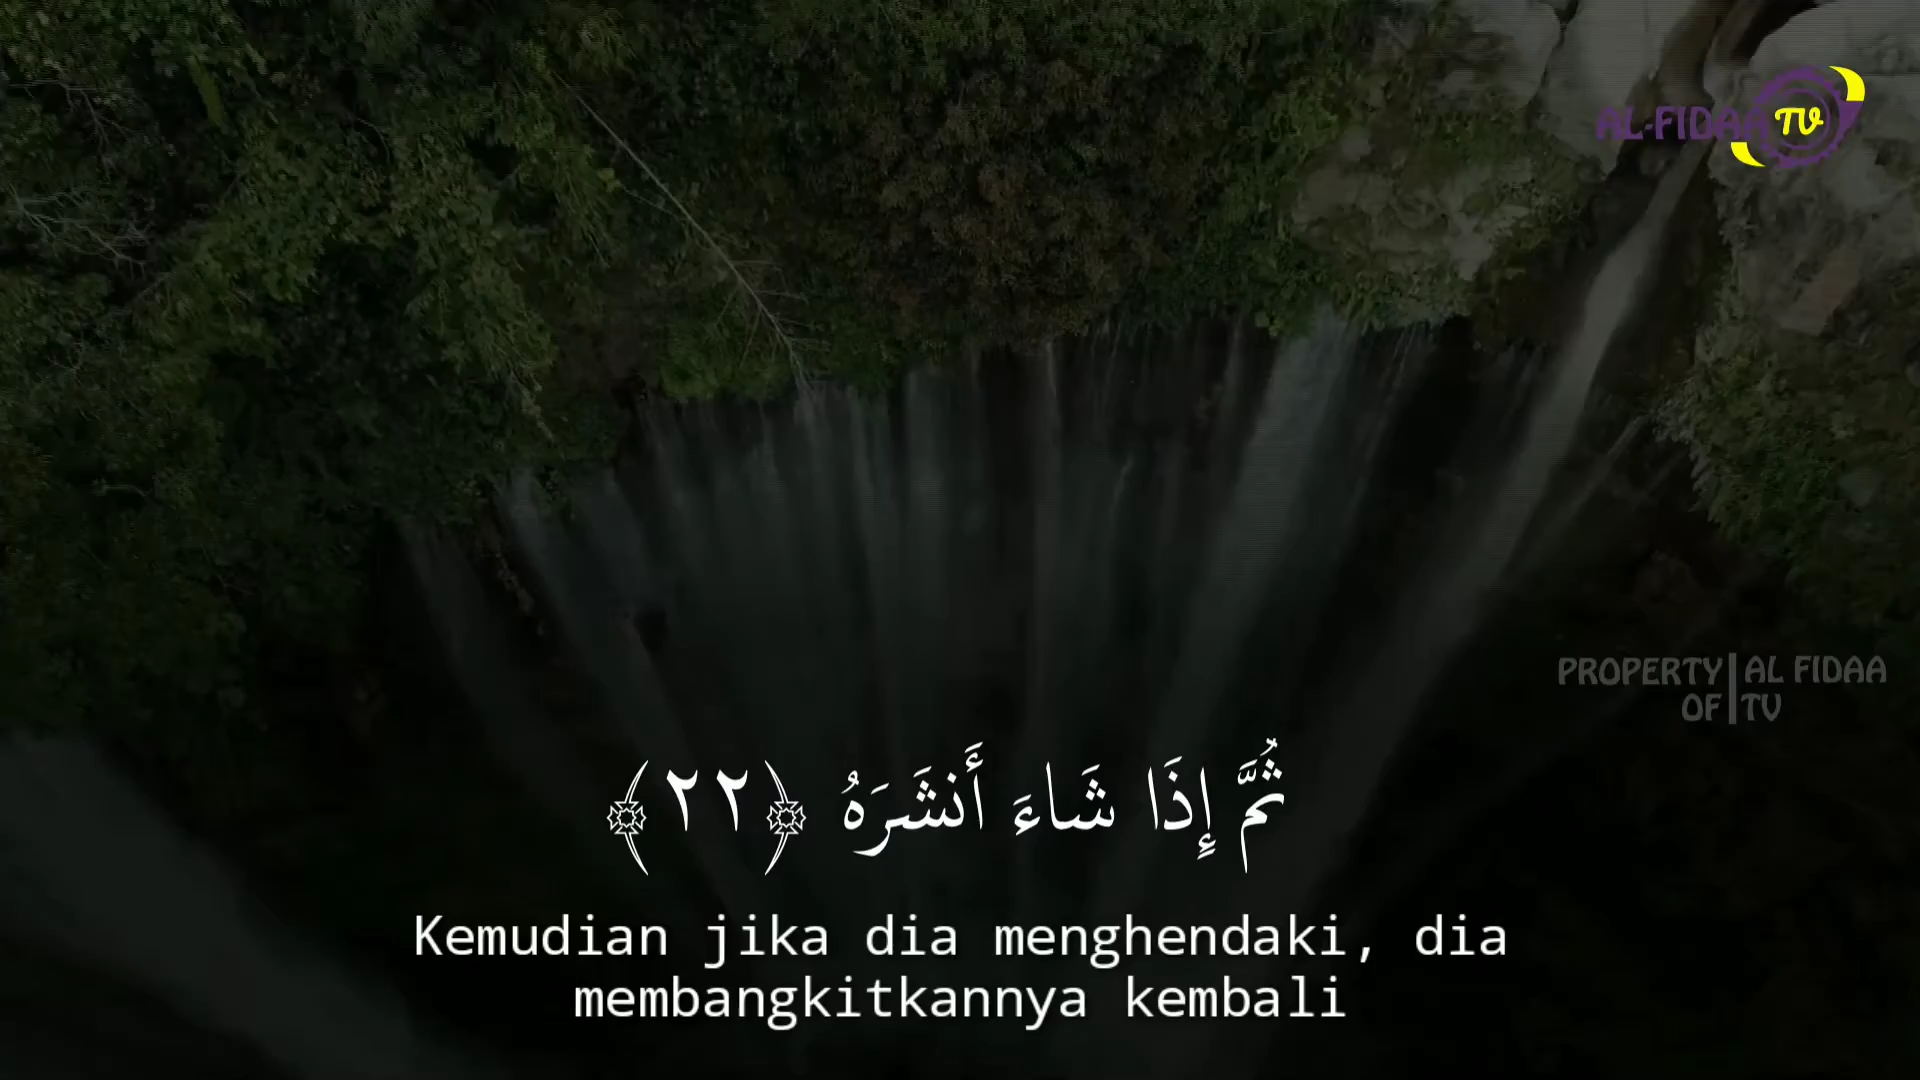 AL-FIDAA TV
PROPERTY OF | AL FIDAA TV
ثُمَّ إِذَا شَاءَ أَنشَرَهُ ﴿٢٢﴾
Kemudian jika dia menghendaki, dia
membangkitkannya kembali